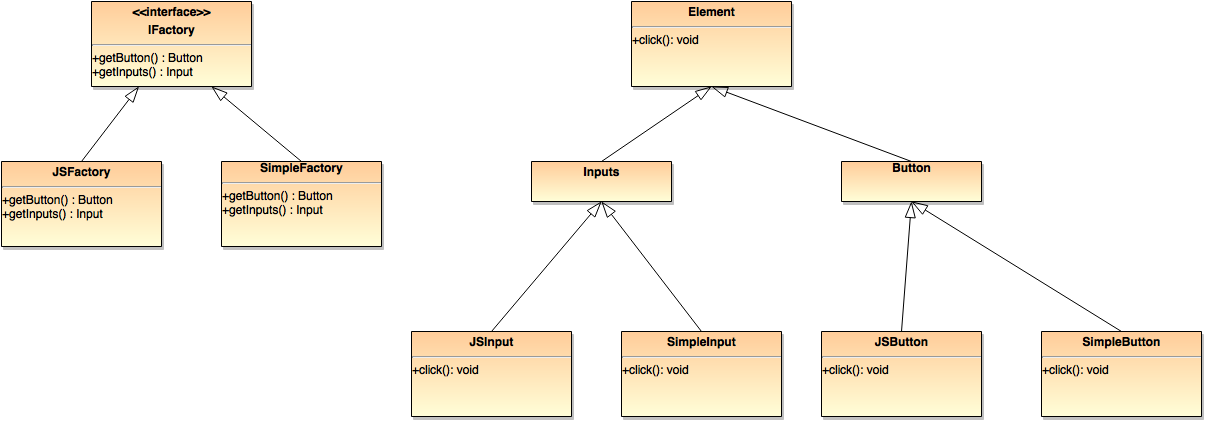 <<interface>>
IFactory
+getButton() : Button
+getInputs() : Input
Element
+click(): void
JSFactory
+getButton() : Button
+getInputs() : Input
SimpleFactory
+getButton() : Button
+getInputs() : Input
Inputs
Button
JSInput
+click(): void
SimpleInput
+click(): void
JSButton
+click(): void
SimpleButton
+click(): void